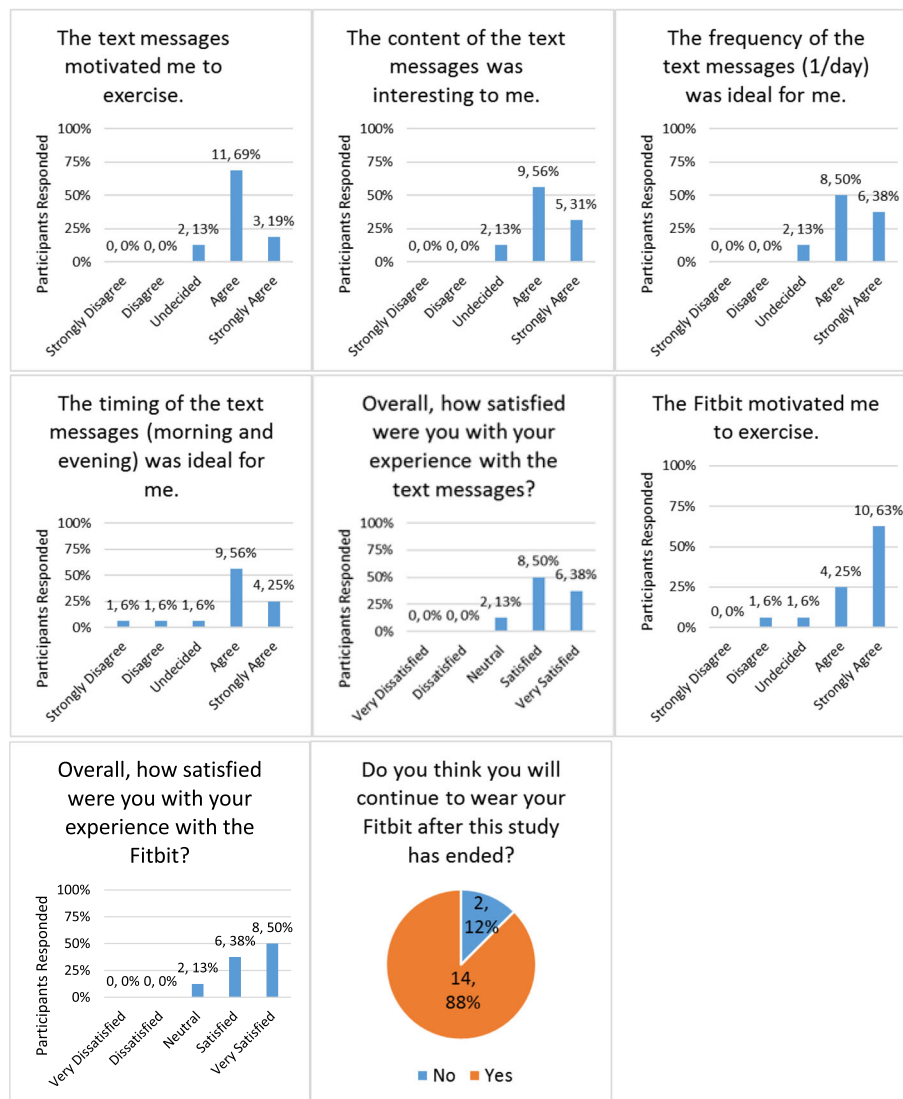 The text messages
motivated me to
exercise.
Participants Responded
100%
75%
50%
25%
0%
0, 0%
0, 0%
2, 13%
11, 69%
3, 19%
Strongly Disagree
Disagree
Undecided
Agree
Strongly Agree
The content of the text
messages was
interesting to me.
Participants Responded
100%
75%
50%
25%
0%
0, 0%
0, 0%
2, 13%
9, 56%
5, 31%
Strongly Disagree
Disagree
Undecided
Agree
Strongly Agree
The frequency of the
text messages (1/day)
was ideal for me.
Participants Responded
100%
75%
50%
25%
0%
0, 0%
0, 0%
2, 13%
8, 50%
6, 38%
Strongly Disagree
Disagree
Undecided
Agree
Strongly Agree
The timing of the text
messages (morning and
evening) was ideal for
me.
Participants Responded
100%
75%
50%
25%
0%
1, 6%
1, 6%
1, 6%
9, 56%
4, 25%
Strongly Disagree
Disagree
Undecided
Agree
Strongly Agree
Overall, how satisfied
were you with your
experience with the
text messages?
Participants Responded
100%
75%
50%
25%
0%
0, 0%
0, 0%
2, 13%
8, 50%
6, 38%
Very Dissatisfied
Dissatisfied
Neutral
Satisfied
Very Satisfied
The Fitbit motivated me
to exercise.
Participants Responded
100%
75%
50%
25%
0%
0, 0%
1, 6%
1, 6%
4, 25%
10, 63%
Strongly Disagree
Disagree
Undecided
Agree
Strongly Agree
Overall, how satisfied
were you with your
experience with the
Fitbit?
Participants Responded
100%
75%
50%
25%
0%
0, 0%
0, 0%
2, 13%
6, 38%
8, 50%
Very Dissatisfied
Dissatisfied
Neutral
Satisfied
Very Satisfied
Do you think you will
continue to wear your
Fitbit after this study
has ended?
2,
12%
14,
88%
No Yes